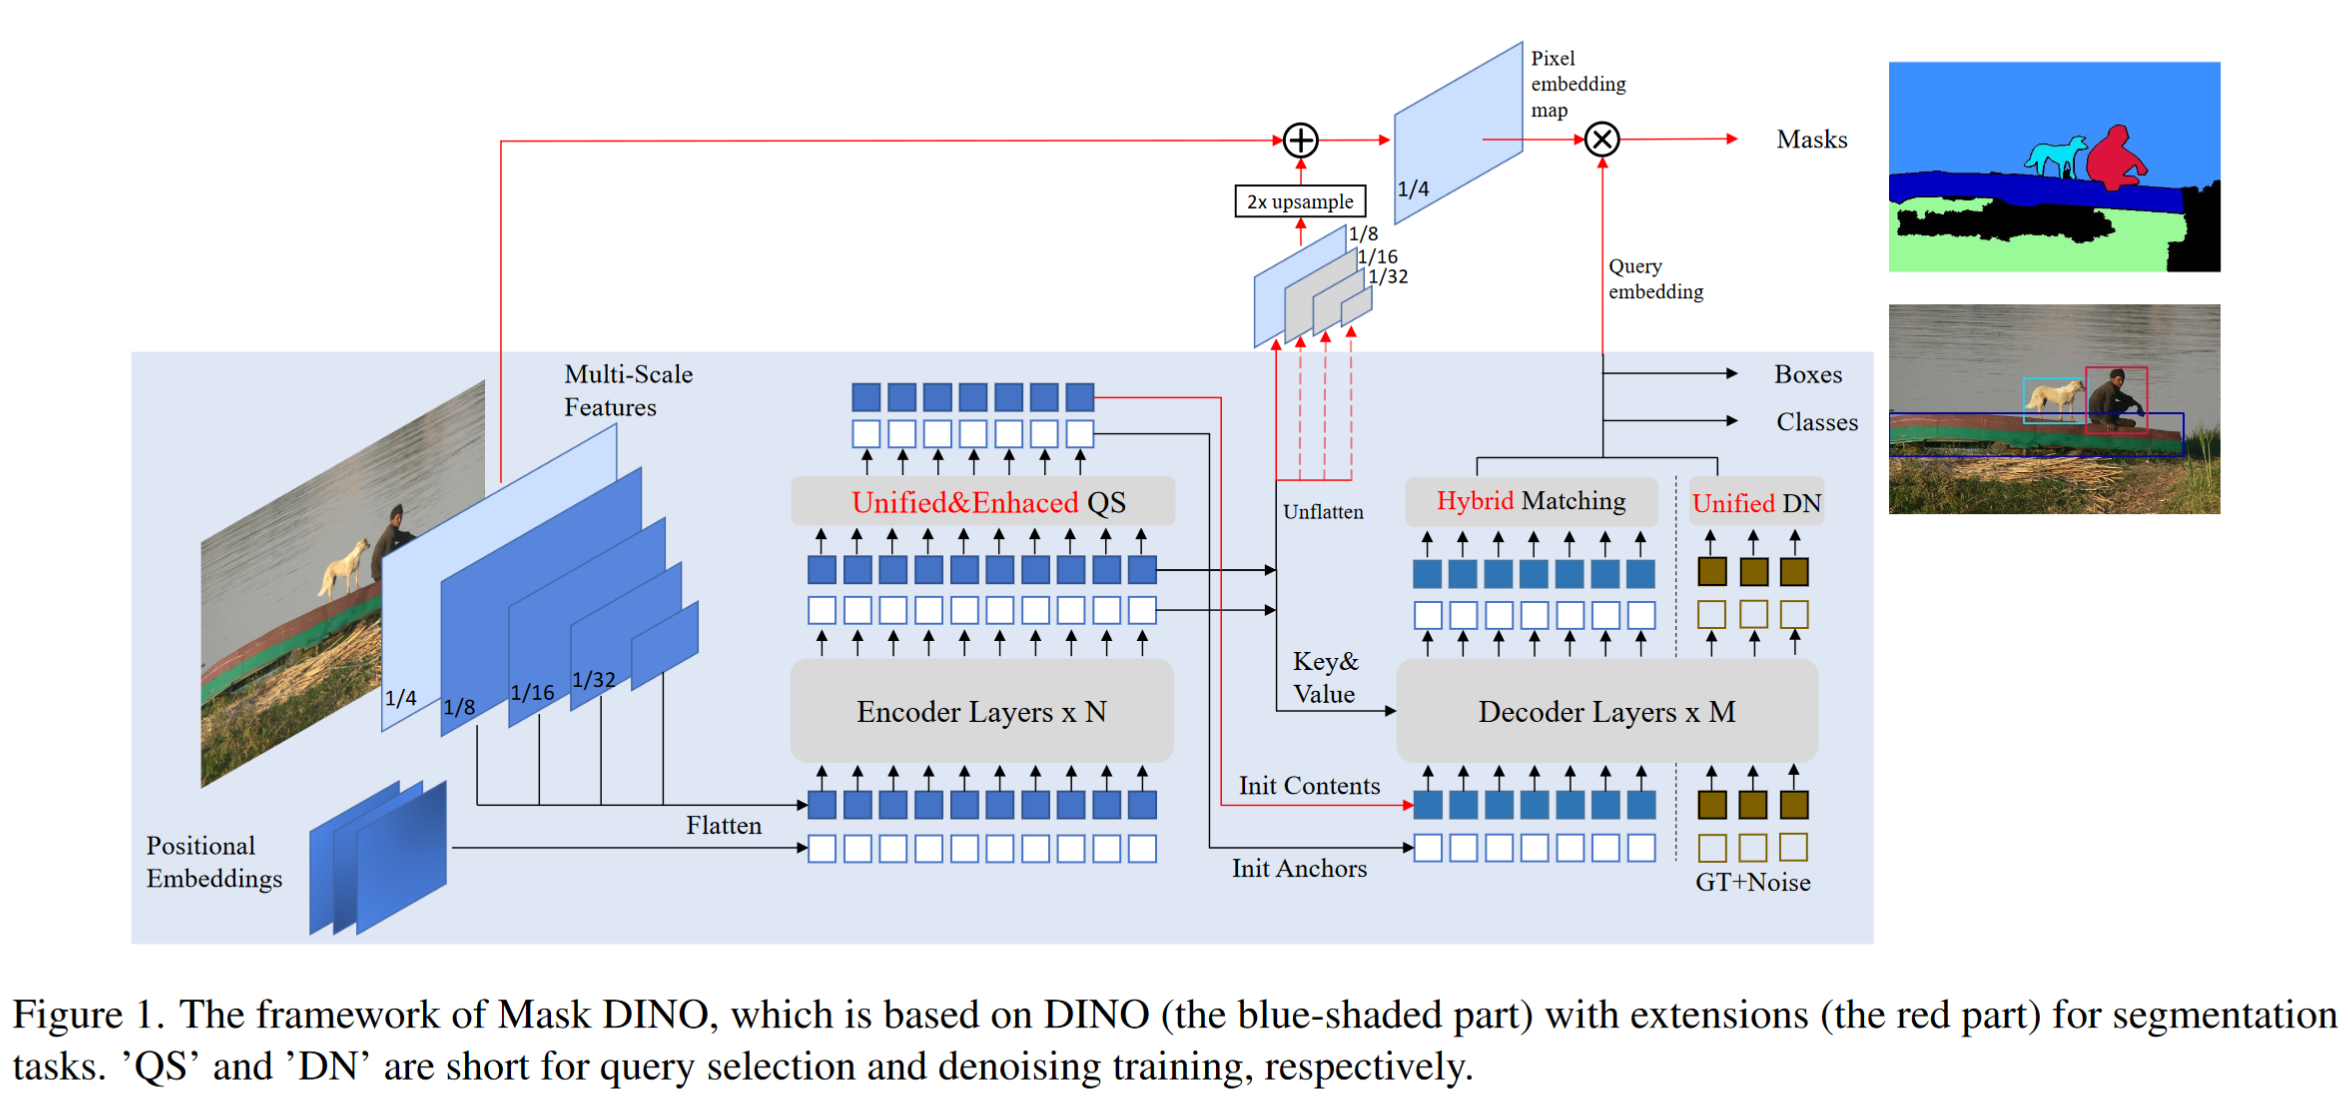 Pixel
embedding
map
Masks
1/4
2x upsample
1/8
1/16
1/32
Query
embedding
Multi-Scale
Features
Boxes
Classes
Unified&Enhaced QS
Unflatten
Hybrid Matching
Unified DN
1/4
1/8
1/16
1/32
Key&
Value
Encoder Layers x N
Decoder Layers x M
Init Contents
Flatten
Positional
Embeddings
Init Anchors
GT+Noise
Figure 1. The framework of Mask DINO, which is based on DINO (the blue-shaded part) with extensions (the red part) for segmentation
tasks. ’QS’ and ’DN’ are short for query selection and denoising training, respectively.